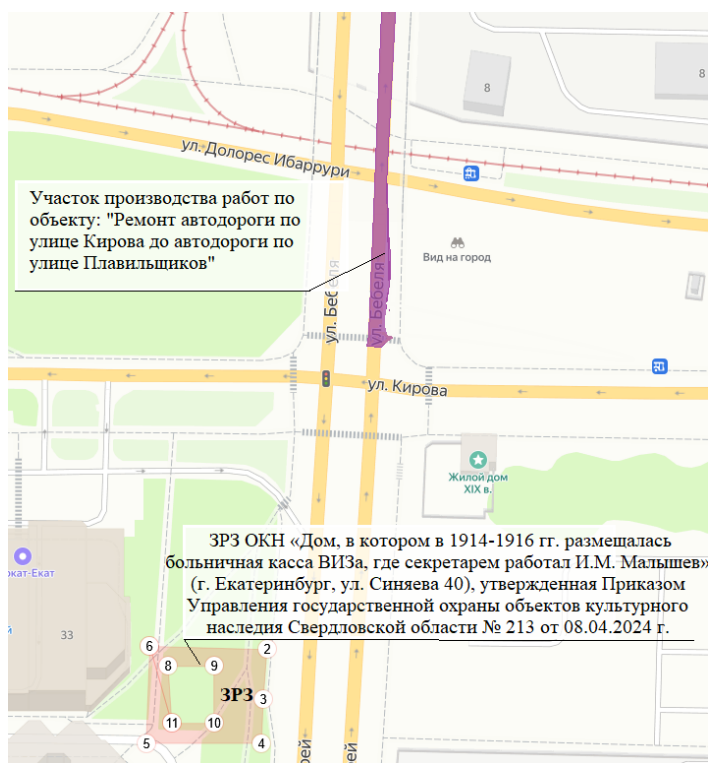 8
8
ул. Долорес Ибаррури
Участок производства работ по
объекту: "Ремонт автодороги по
улице Кирова до автодороги по
улице Плавильщиков"
Вид на город
ул. Бебеля
ул. Бебеля
ул. Кирова
Жилой дом
XIX в.
ЗРЗ ОКН «Дом, в котором в 1914-1916 гг. размещалась
больничная касса ВИЗа, где секретарем работал И.М. Малышев»
(г. Екатеринбург, ул. Синяева 40), утвержденная Приказом
Управления государственной охраны объектов культурного
наследия Свердловской области № 213 от 08.04.2024 г.
окат-Екат
й
33
6
2
8
9
ЗРЗ
3
11
10
5
4
рей
рей